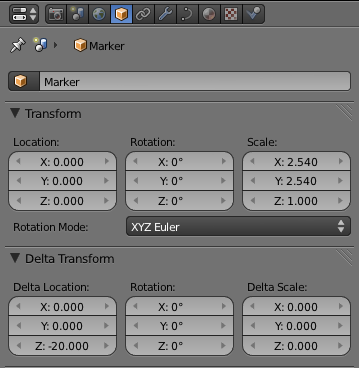 Marker
Marker
Transform
Location: Rotation: Scale:
X: 0.000 X: 0° X: 2.540
Y: 0.000 Y: 0° Y: 2.540
Z: 0.000 Z: 0° Z: 1.000
Rotation Mode: XYZ Euler
Delta Transform
Delta Location: Rotation: Delta Scale:
X: 0.000 X: 0° X: 0.000
Y: 0.000 Y: 0° Y: 0.000
Z: -20.000 Z: 0° Z: 0.000